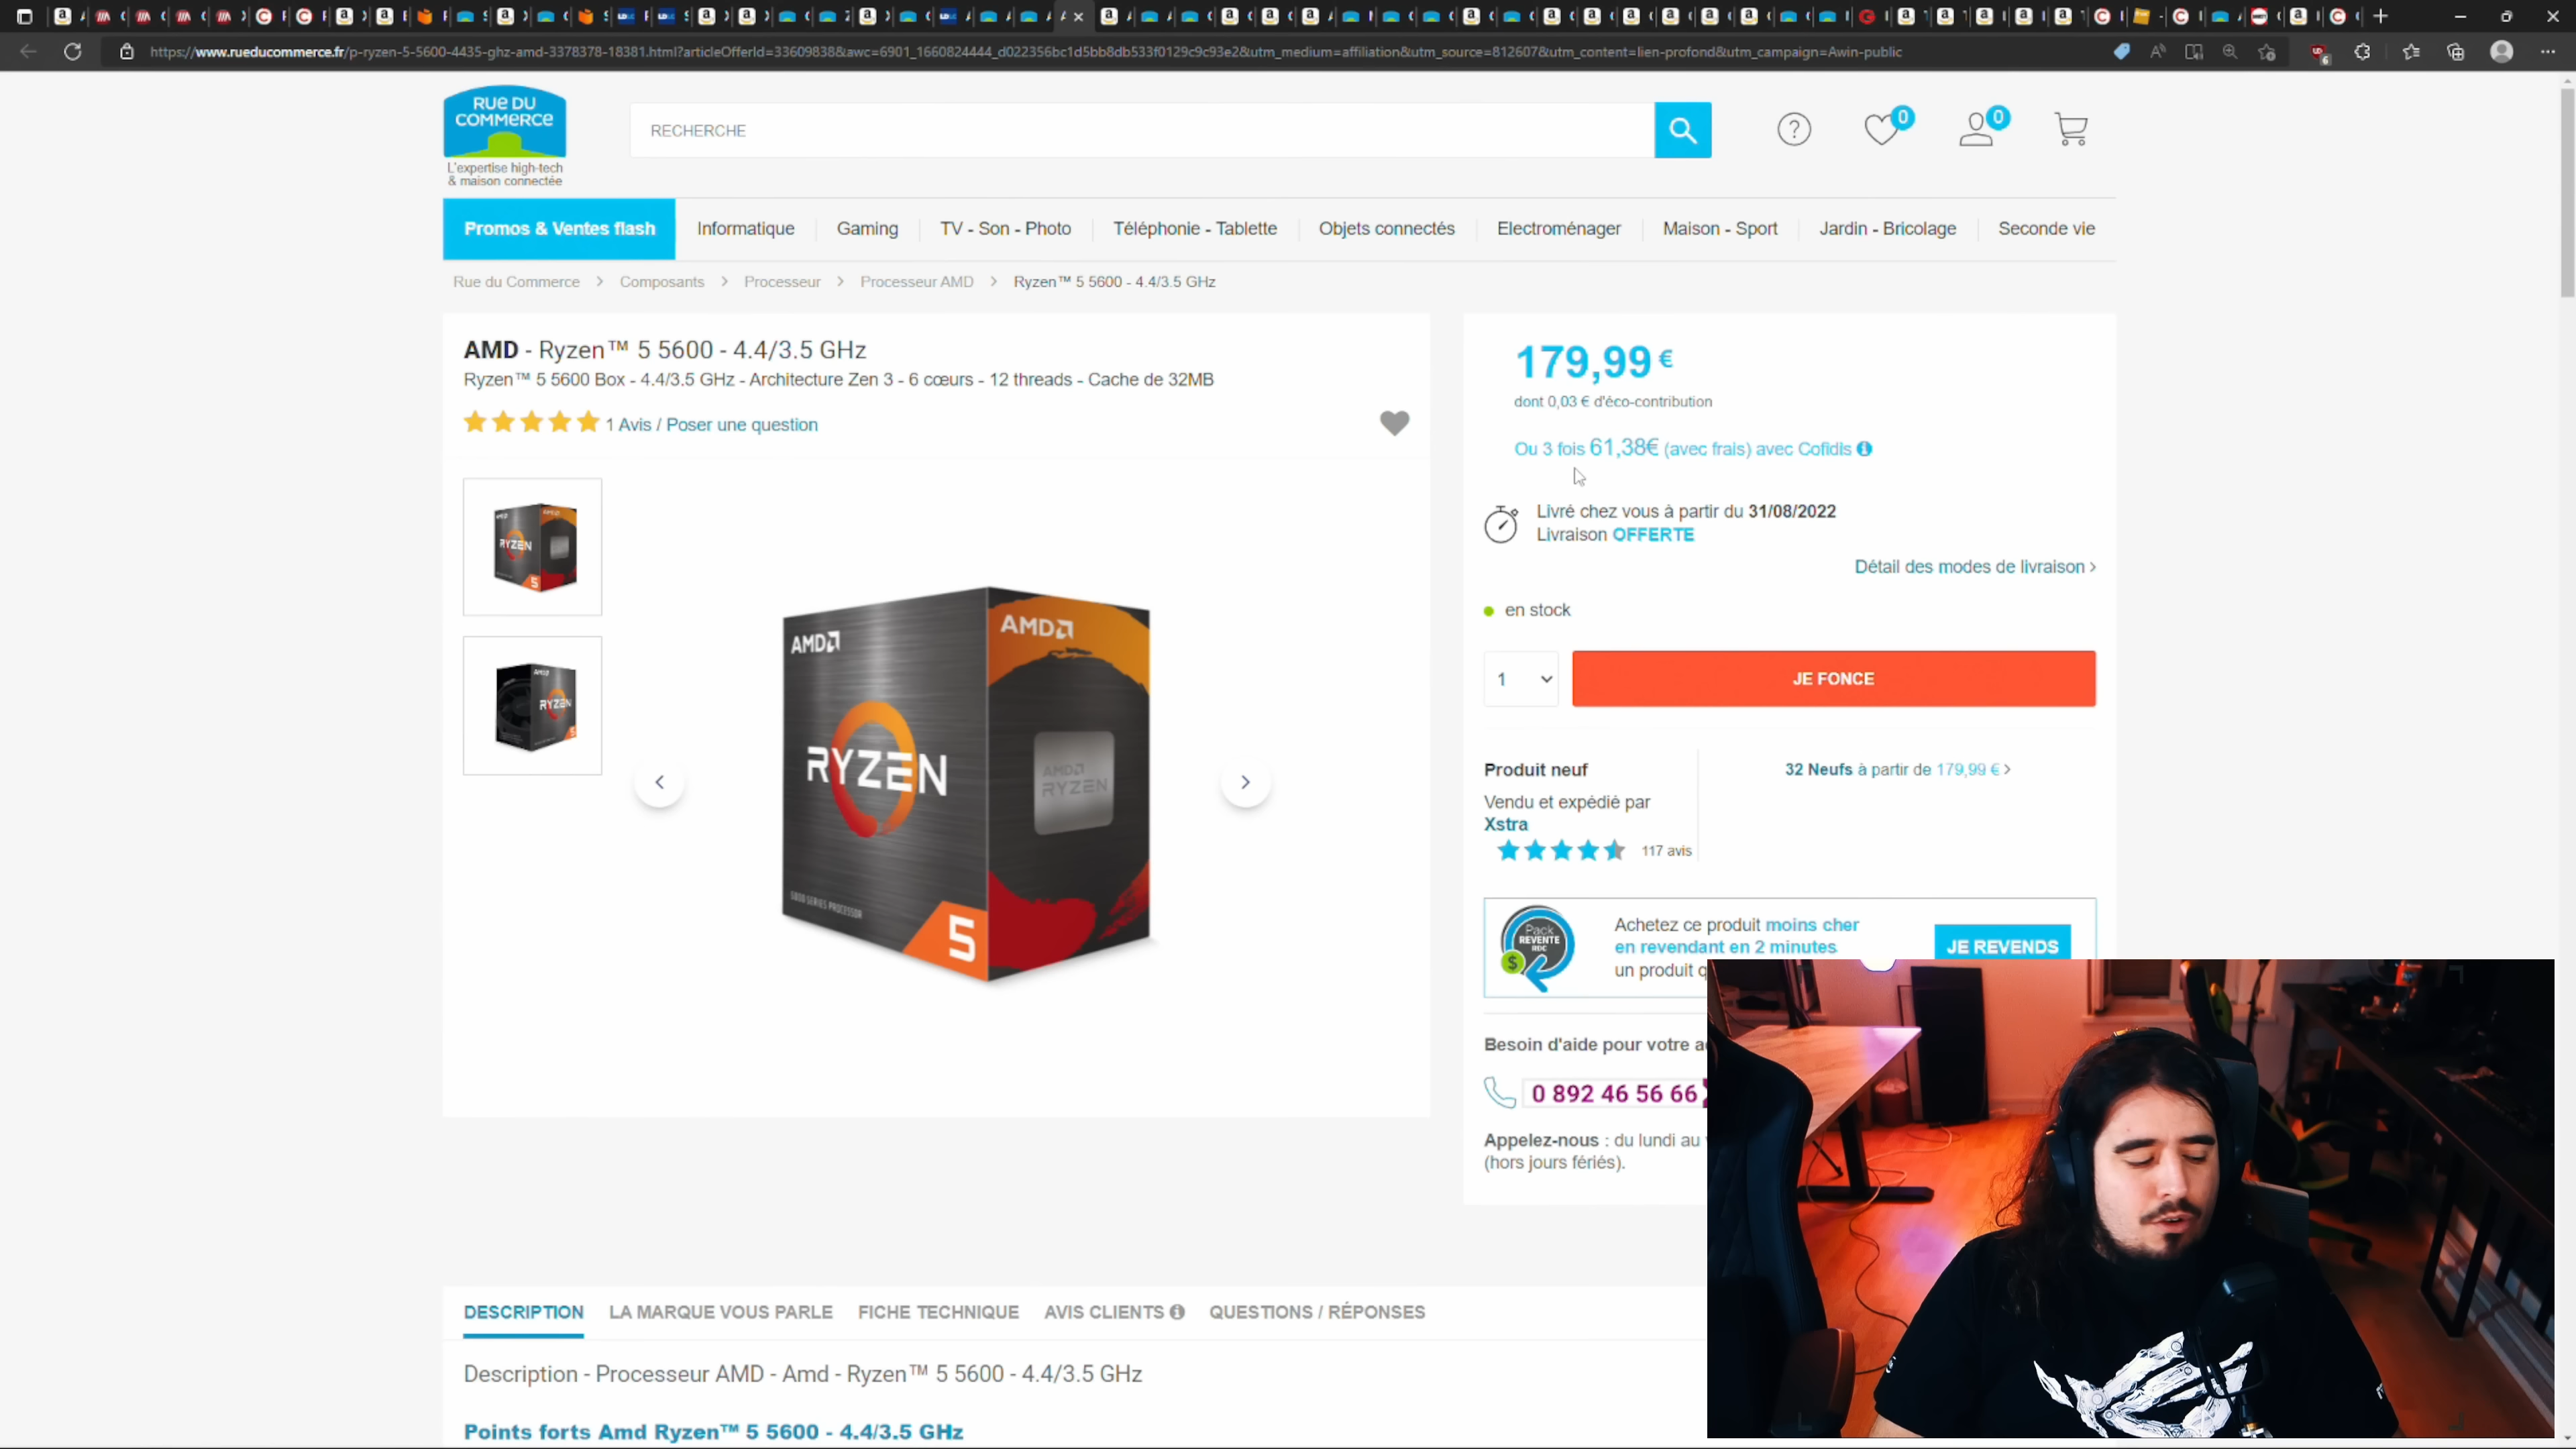 https://www.rueducommerce.fr/p-ryzen-5-5600-4435-ghz-amd-3378378-18381.html?articleOfferId=33609838&awc=6901_1660824444_d022356bc1d5bb8db533f0129c9c93e2&utm_medium=affiliation&utm_source=812607&utm_content=lien-profond&utm_campaign=Awin-public
RUE DU COMMERCE
L'expertise high-tech
& maison connectée
RECHERCHE
0
0
Promos & Ventes flash Informatique Gaming TV - Son - Photo Téléphonie - Tablette Objets connectés Electroménager Maison - Sport Jardin - Bricolage Seconde vie
Rue du Commerce > Composants > Processeur > Processeur AMD > Ryzen™ 5 5600 - 4.4/3.5 GHz
AMD - Ryzen™ 5 5600 - 4.4/3.5 GHz
Ryzen™ 5 5600 Box - 4.4/3.5 GHz - Architecture Zen 3 - 6 cœurs - 12 threads - Cache de 32MB
1 Avis / Poser une question
AMD
AMD
RYZEN
AMD RYZEN
5000 SERIES PROCESSOR
5
179,99 €
dont 0,03 € d'éco-contribution
Ou 3 fois 61,38€ (avec frais) avec Cofidis
Livré chez vous à partir du 31/08/2022
Livraison OFFERTE
Détail des modes de livraison >
en stock
1
JE FONCE
Produit neuf
32 Neufs à partir de 179,99 € >
Vendu et expédié par
Xstra
117 avis
Pack REVENTE RDC
Achetez ce produit moins cher
en revendant en 2 minutes
un produit q
JE REVENDS
Besoin d'aide pour votre a
0 892 46 56 66
Appelez-nous : du lundi au
(hors jours fériés).
DESCRIPTION LA MARQUE VOUS PARLE FICHE TECHNIQUE AVIS CLIENTS QUESTIONS / RÉPONSES
Description - Processeur AMD - Amd - Ryzen™ 5 5600 - 4.4/3.5 GHz
Points forts Amd Ryzen™ 5 5600 - 4.4/3.5 GHz